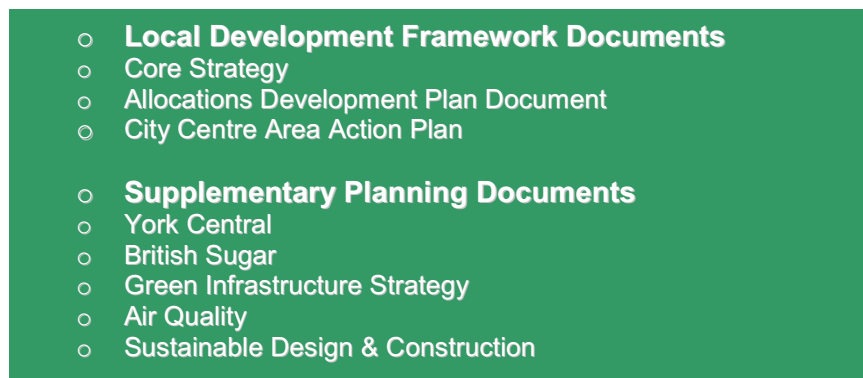 o Local Development Framework Documents
o Core Strategy
o Allocations Development Plan Document
o City Centre Area Action Plan
o Supplementary Planning Documents
o York Central
o British Sugar
o Green Infrastructure Strategy
o Air Quality
o Sustainable Design & Construction